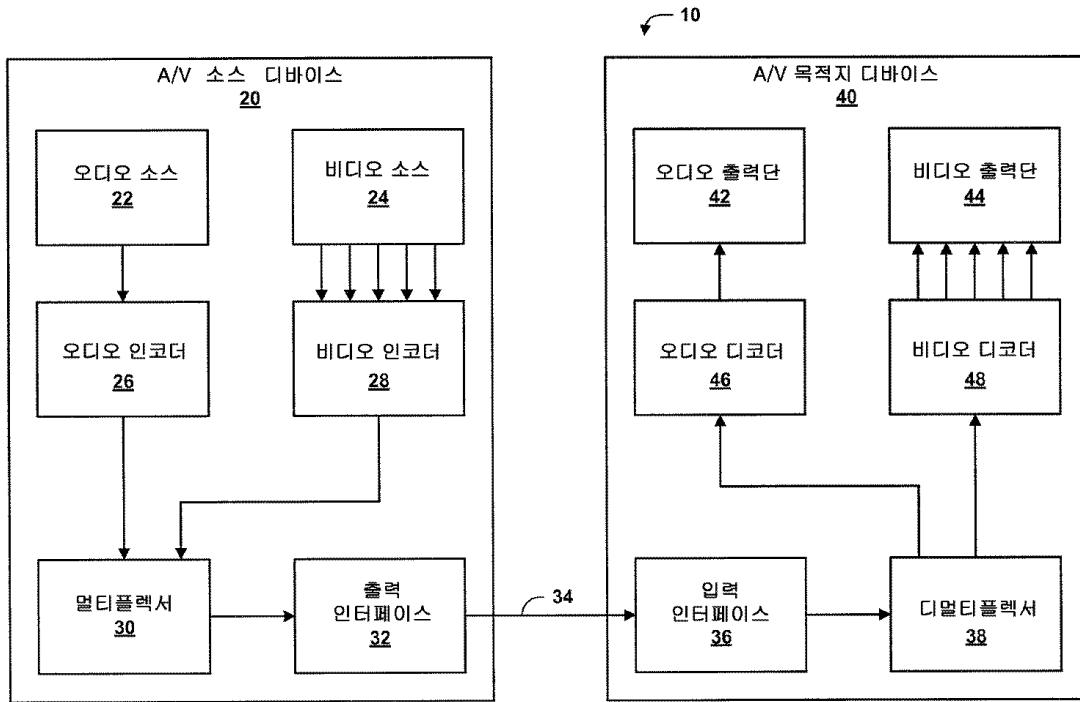 10
A/V 소스 디바이스
20
오디오 소스
22
비디오 소스
24
오디오 인코더
26
비디오 인코더
28
멀티플렉서
30
출력
인터페이스
32
34
A/V 목적지 디바이스
40
오디오 출력단
42
비디오 출력단
44
오디오 디코더
46
비디오 디코더
48
입력
인터페이스
36
디멀티플렉서
38